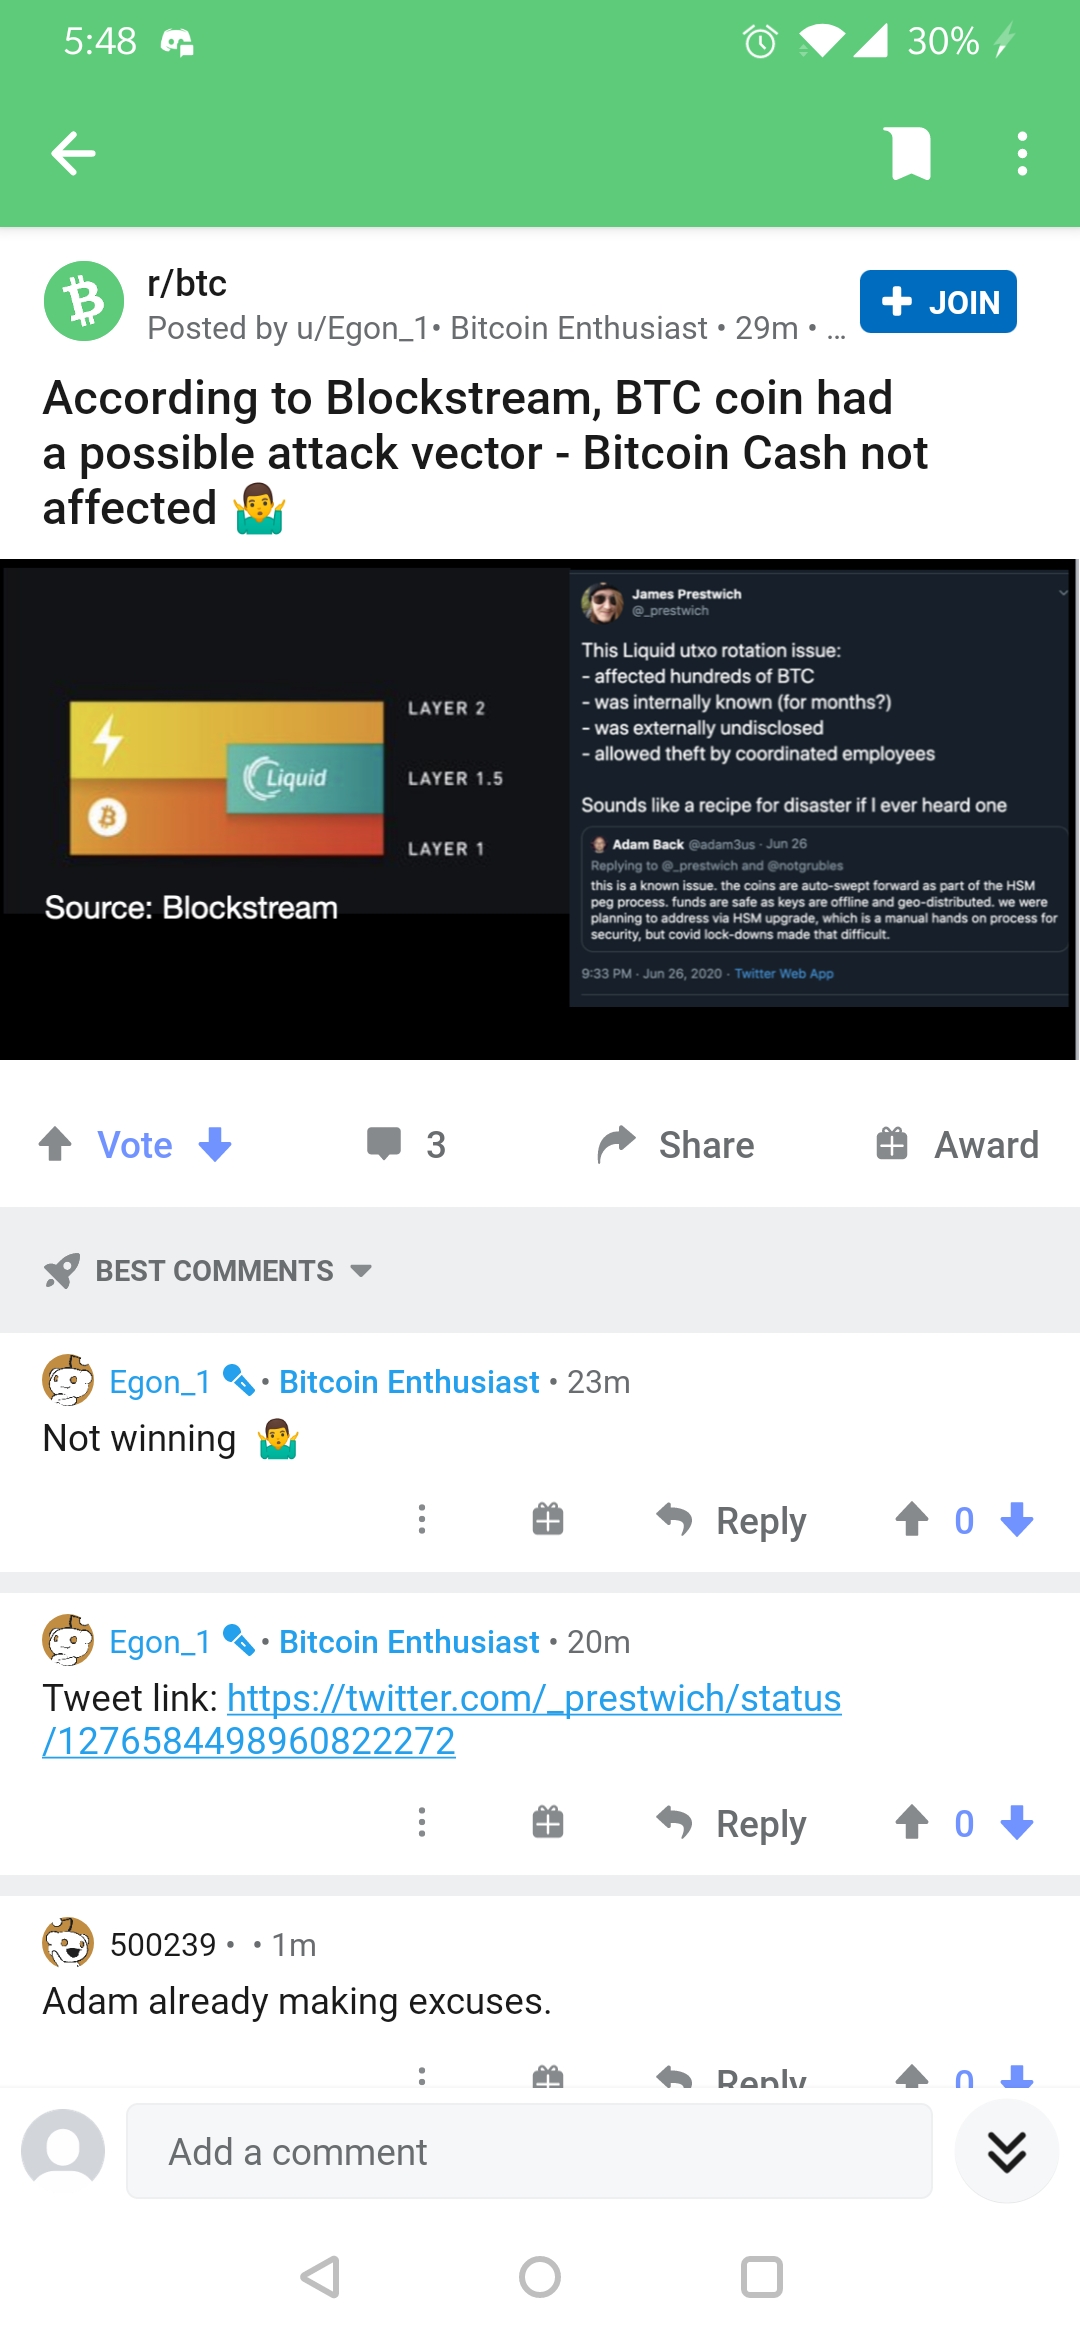 5:48
30%
r/btc
Posted by u/Egon_1• Bitcoin Enthusiast • 29m • ...
JOIN
According to Blockstream, BTC coin had
a possible attack vector - Bitcoin Cash not
affected 🤷‍♂️
LAYER 2
Liquid
LAYER 1.5
LAYER 1
Source: Blockstream
James Prestwich
@_prestwich
This Liquid utxo rotation issue:
- affected hundreds of BTC
- was internally known (for months?)
- was externally undisclosed
- allowed theft by coordinated employees
Sounds like a recipe for disaster if I ever heard one
Adam Back @adam3us · Jun 26
Replying to @_prestwich and @notgrubles
this is a known issue. the coins are auto-swept forward as part of the HSM
peg process. funds are safe as keys are offline and geo-distributed. we were
planning to address via HSM upgrade, which is a manual hands on process for
security, but covid lock-downs made that difficult.
9:33 PM · Jun 26, 2020 · Twitter Web App
Vote
3
Share
Award
BEST COMMENTS
Egon_1 • Bitcoin Enthusiast • 23m
Not winning 🤷‍♂️
Reply
0
Egon_1 • Bitcoin Enthusiast • 20m
Tweet link: https://twitter.com/_prestwich/status
/1276584498960822272
Reply
0
500239 • • 1m
Adam already making excuses.
Reply
0
Add a comment